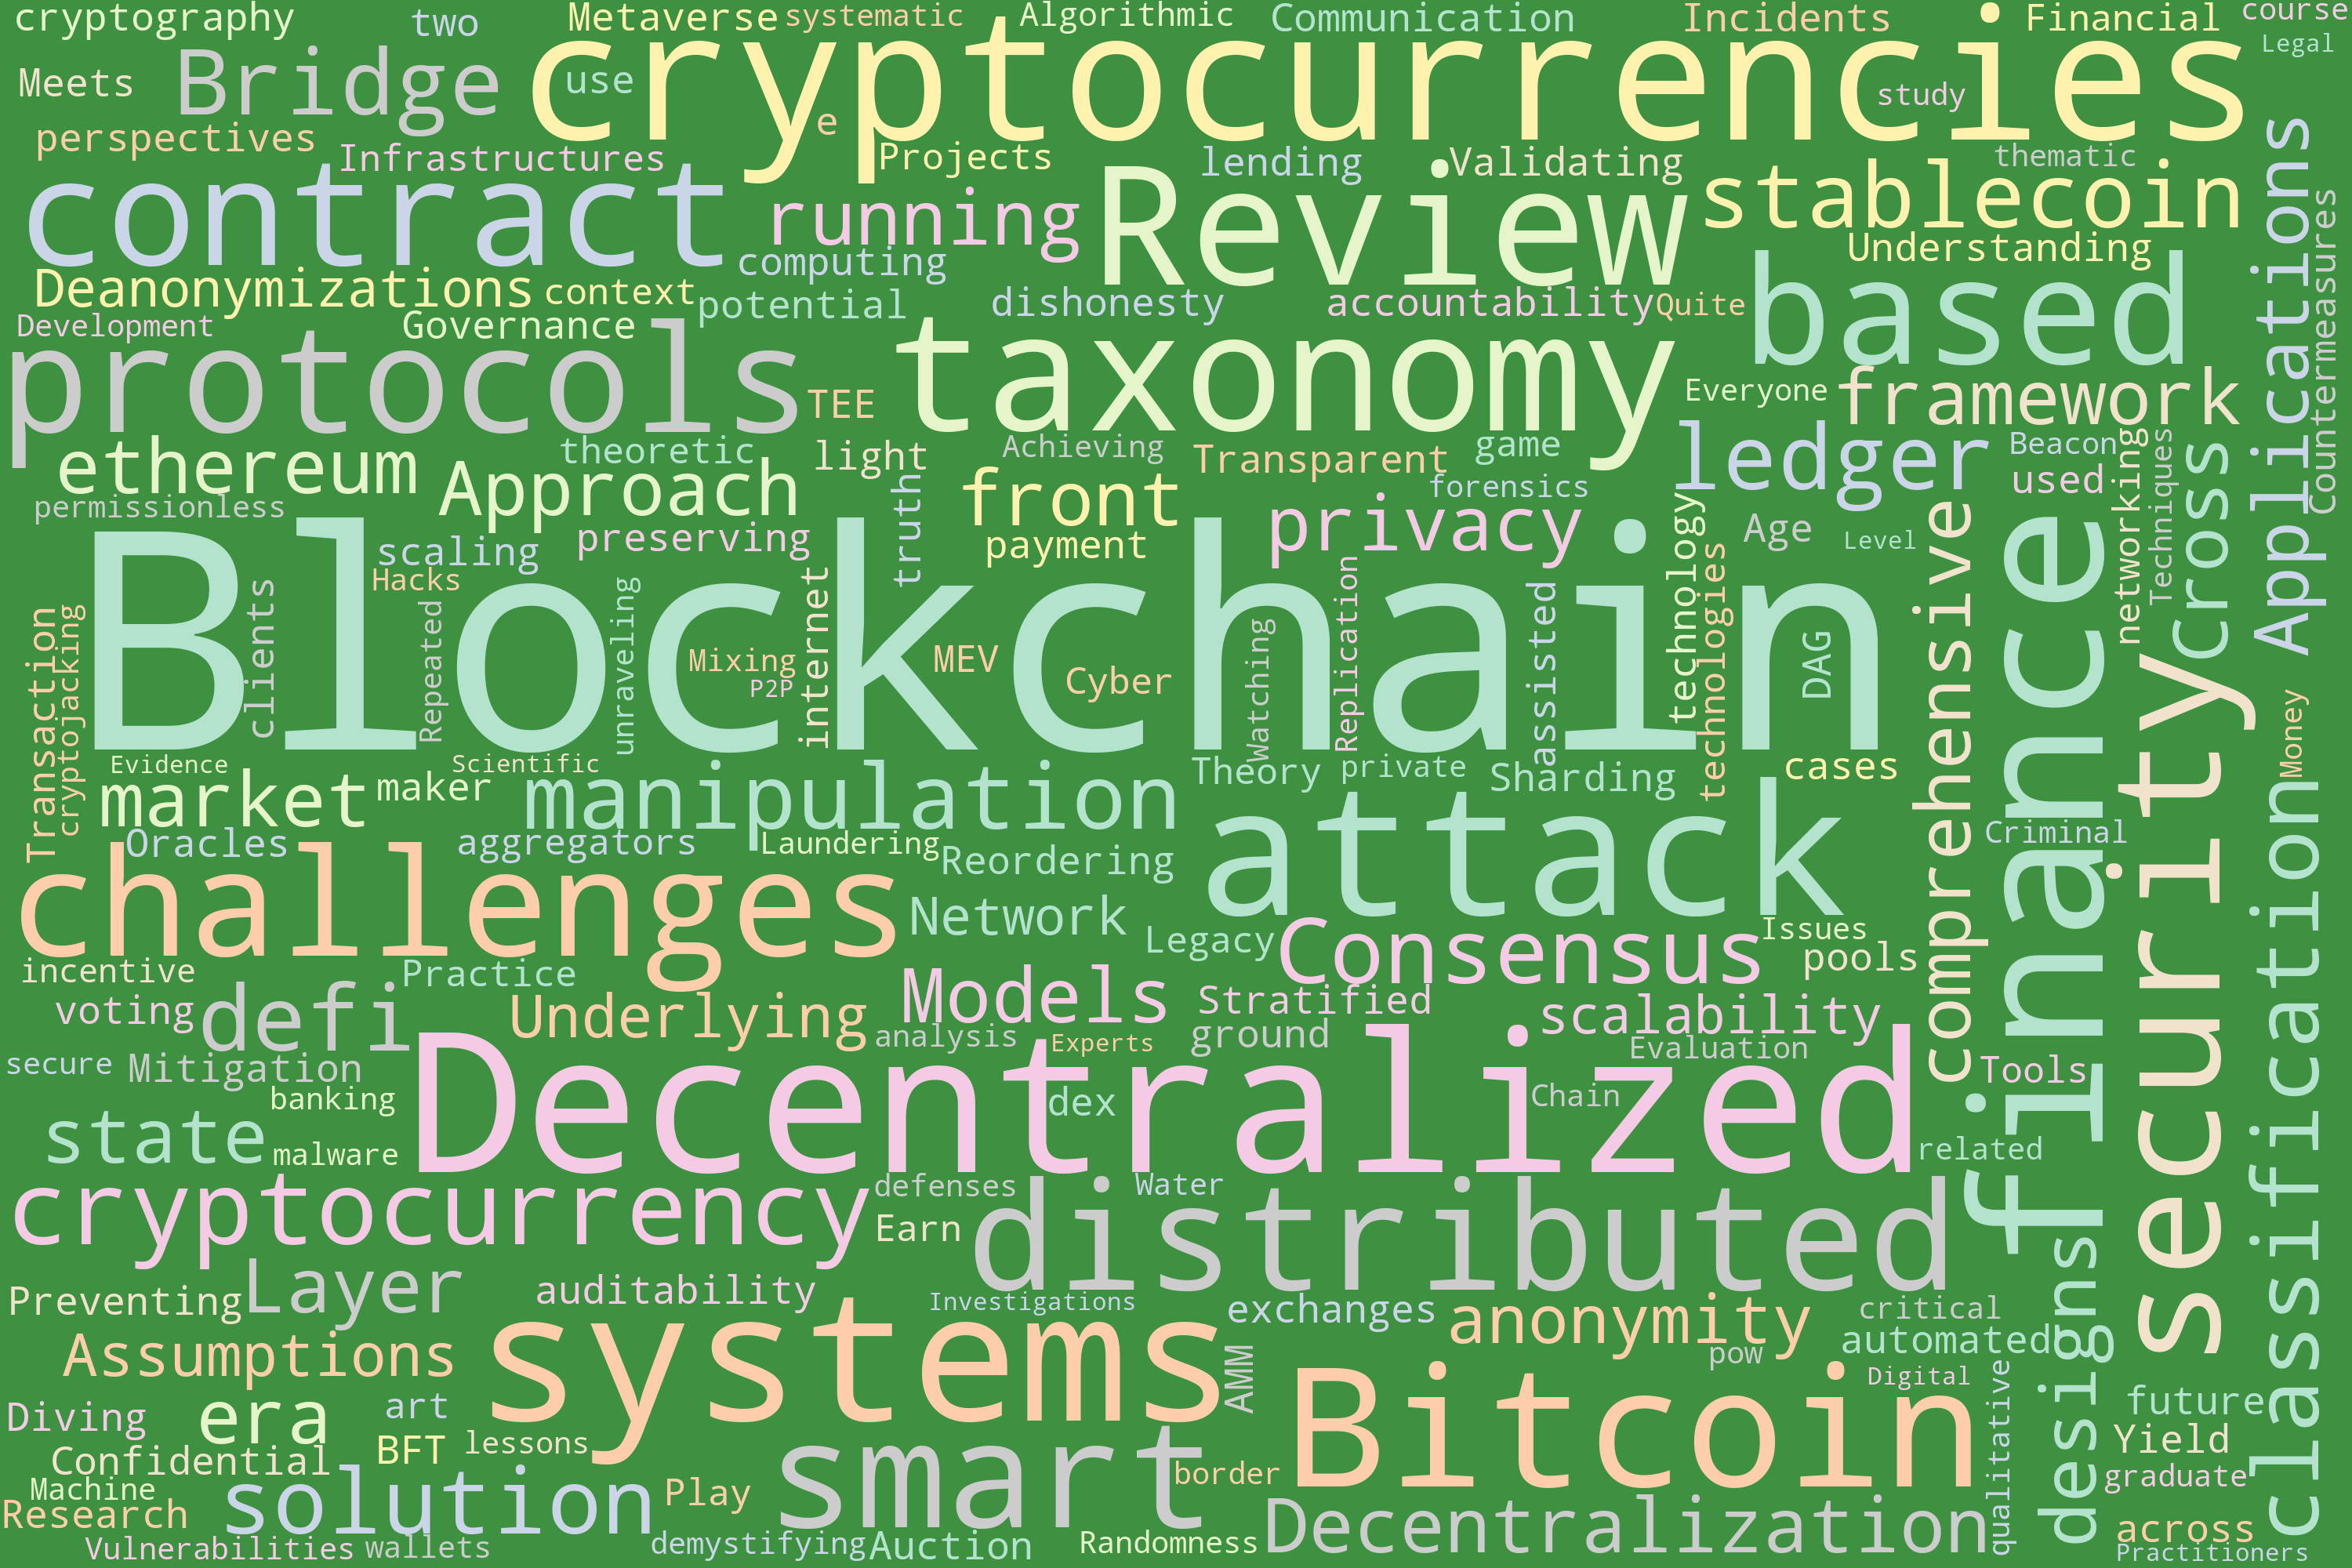 cryptography
two
Metaverse
systematic
Algorithmic
Communication
Incidents
Financial
course
Legal
Meets
Bridge
use
cryptocurrencies
study
perspectives
e
Infrastructures
Projects
lending
Validating
thematic
contract
running
Review
stablecoin
Applications
Countermeasures
Understanding
computing
Deanonymizations
context
potential
dishonesty
accountability
Quite
based
Development
Governance
protocols
taxonomy
TEE
Everyone
framework
ethereum
theoretic
light
Achieving
Transparent
game
ledger
Beacon
networking
Techniques
Cross
Approach
front
forensics
used
permissionless
truth
privacy
technology
Age
Level
comprehensive
scaling
preserving
payment
Hacks
Blockchain
clients
Repeated
unraveling
Mixing
P2P
internet
MEV
Cyber
Watching
Replication
assisted
technologies
DAG
finance
security
Transaction
cryptojacking
Evidence
Scientific
Money
market
maker
manipulation
Theory
private
Sharding
cases
attack
Oracles
aggregators
Laundering
Reordering
Criminal
classification
challenges
Network
Legacy
Consensus
Issues
pools
incentive
Practice
voting
defi
Underlying
Models
Stratified
scalability
analysis
Experts
ground
Evaluation
secure
Mitigation
Tools
banking
Decentralized
dex
Chain
state
malware
related
cryptocurrency
defenses
Water
Earn
distributed
designs
Preventing
Layer
auditability
Investigations
exchanges
anonymity
critical
automated
Assumptions
systems
AMM
pow
Digital
Bitcoin
qualitative
Diving
era
art
future
Confidential
BFT
lessons
Yield
smart
border
graduate
Machine
Research
solution
Play
Decentralization
across
Vulnerabilities
wallets
demystifying
Auction
Randomness
Practitioners